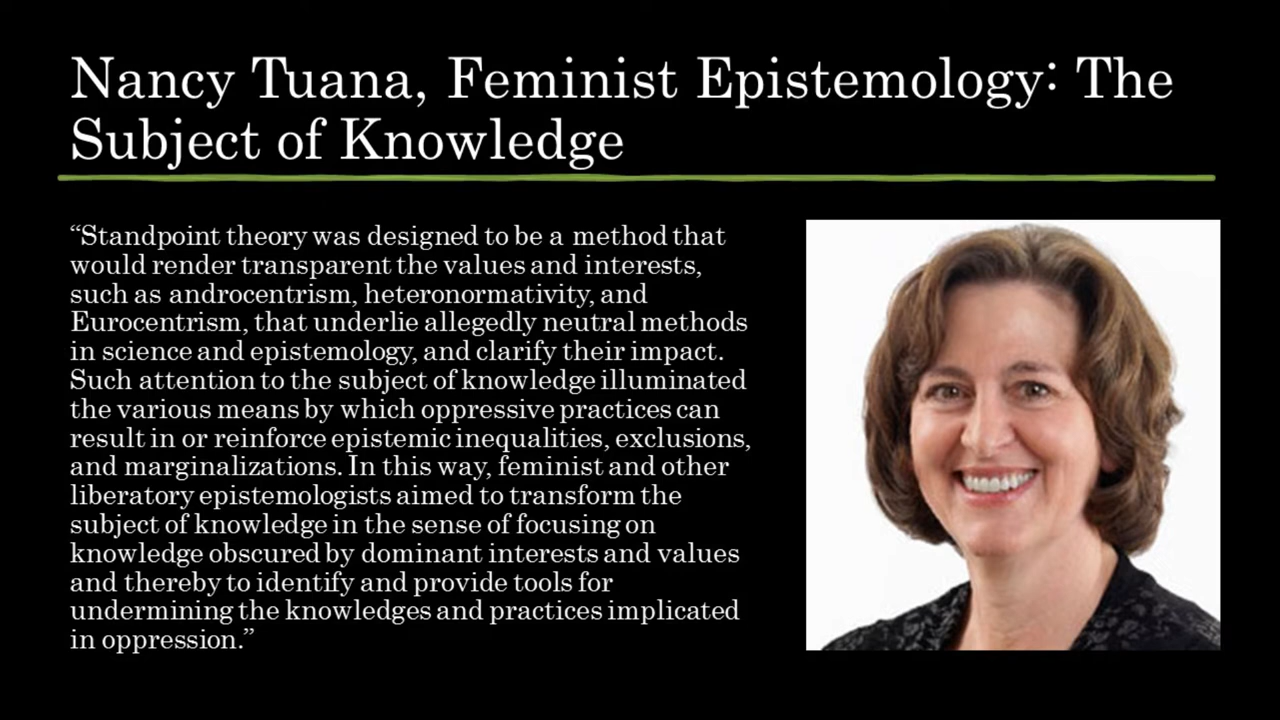 Nancy Tuana, Feminist Epistemology: The
Subject of Knowledge
“Standpoint theory was designed to be a method that
would render transparent the values and interests,
such as androcentrism, heteronormativity, and
Eurocentrism, that underlie allegedly neutral methods
in science and epistemology, and clarify their impact.
Such attention to the subject of knowledge illuminated
the various means by which oppressive practices can
result in or reinforce epistemic inequalities, exclusions,
and marginalizations. In this way, feminist and other
liberatory epistemologists aimed to transform the
subject of knowledge in the sense of focusing on
knowledge obscured by dominant interests and values
and thereby to identify and provide tools for
undermining the knowledges and practices implicated
in oppression.”